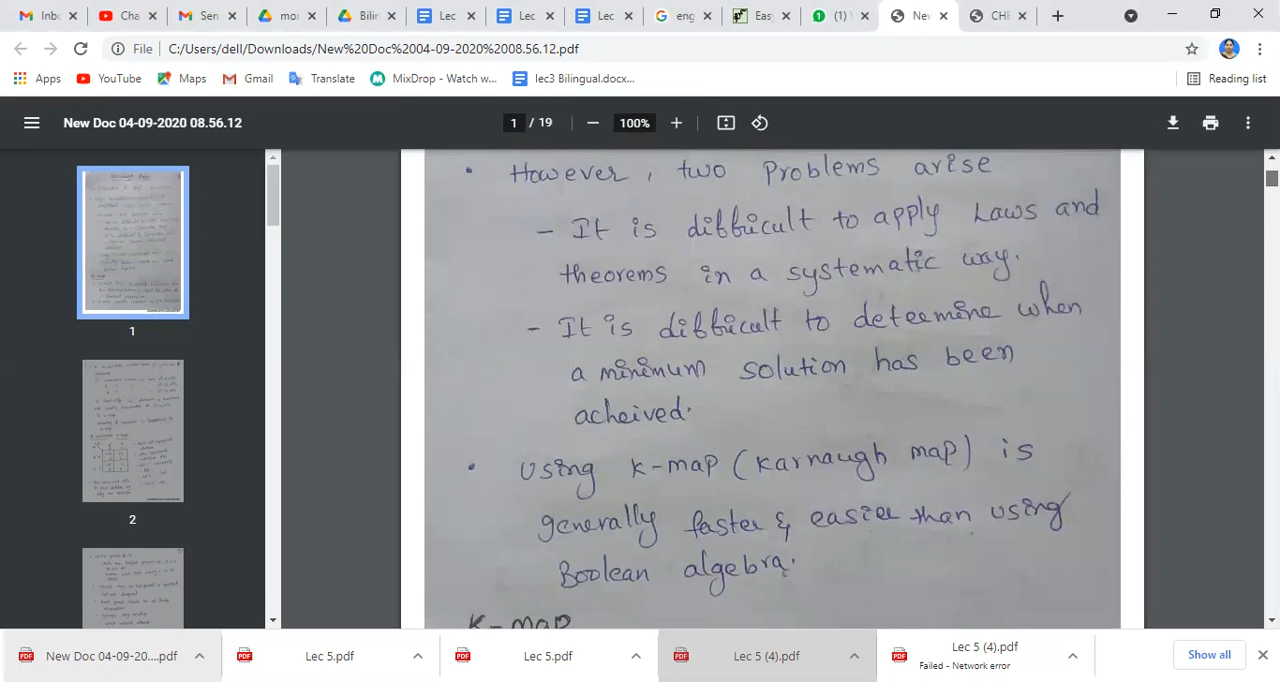 Inbo
Cha
Sen
mor
Bilin
Lec
Lec
Lec
eng
Eas
(1) \
Nev
CHE
File C:/Users/dell/Downloads/New%20Doc%2004-09-2020%2008.56.12.pdf
Apps YouTube Maps Gmail Translate MixDrop - Watch w... lec3 Bilingual.docx... Reading list
New Doc 04-09-2020 08.56.12 1 / 19 100%
• However, two Problems arise
- It is difficult to apply Laws and
theorems in a systematic way.
- It is difficult to determine when
a minimum solution has been
acheived.
• Using K-map (Karnaugh map) is
generally faster & easier than using
Boolean algebra.
K-map
1
2
New Doc 04-09-20....pdf Lec 5.pdf Lec 5.pdf Lec 5 (4).pdf Lec 5 (4).pdf Show all
Failed - Network error